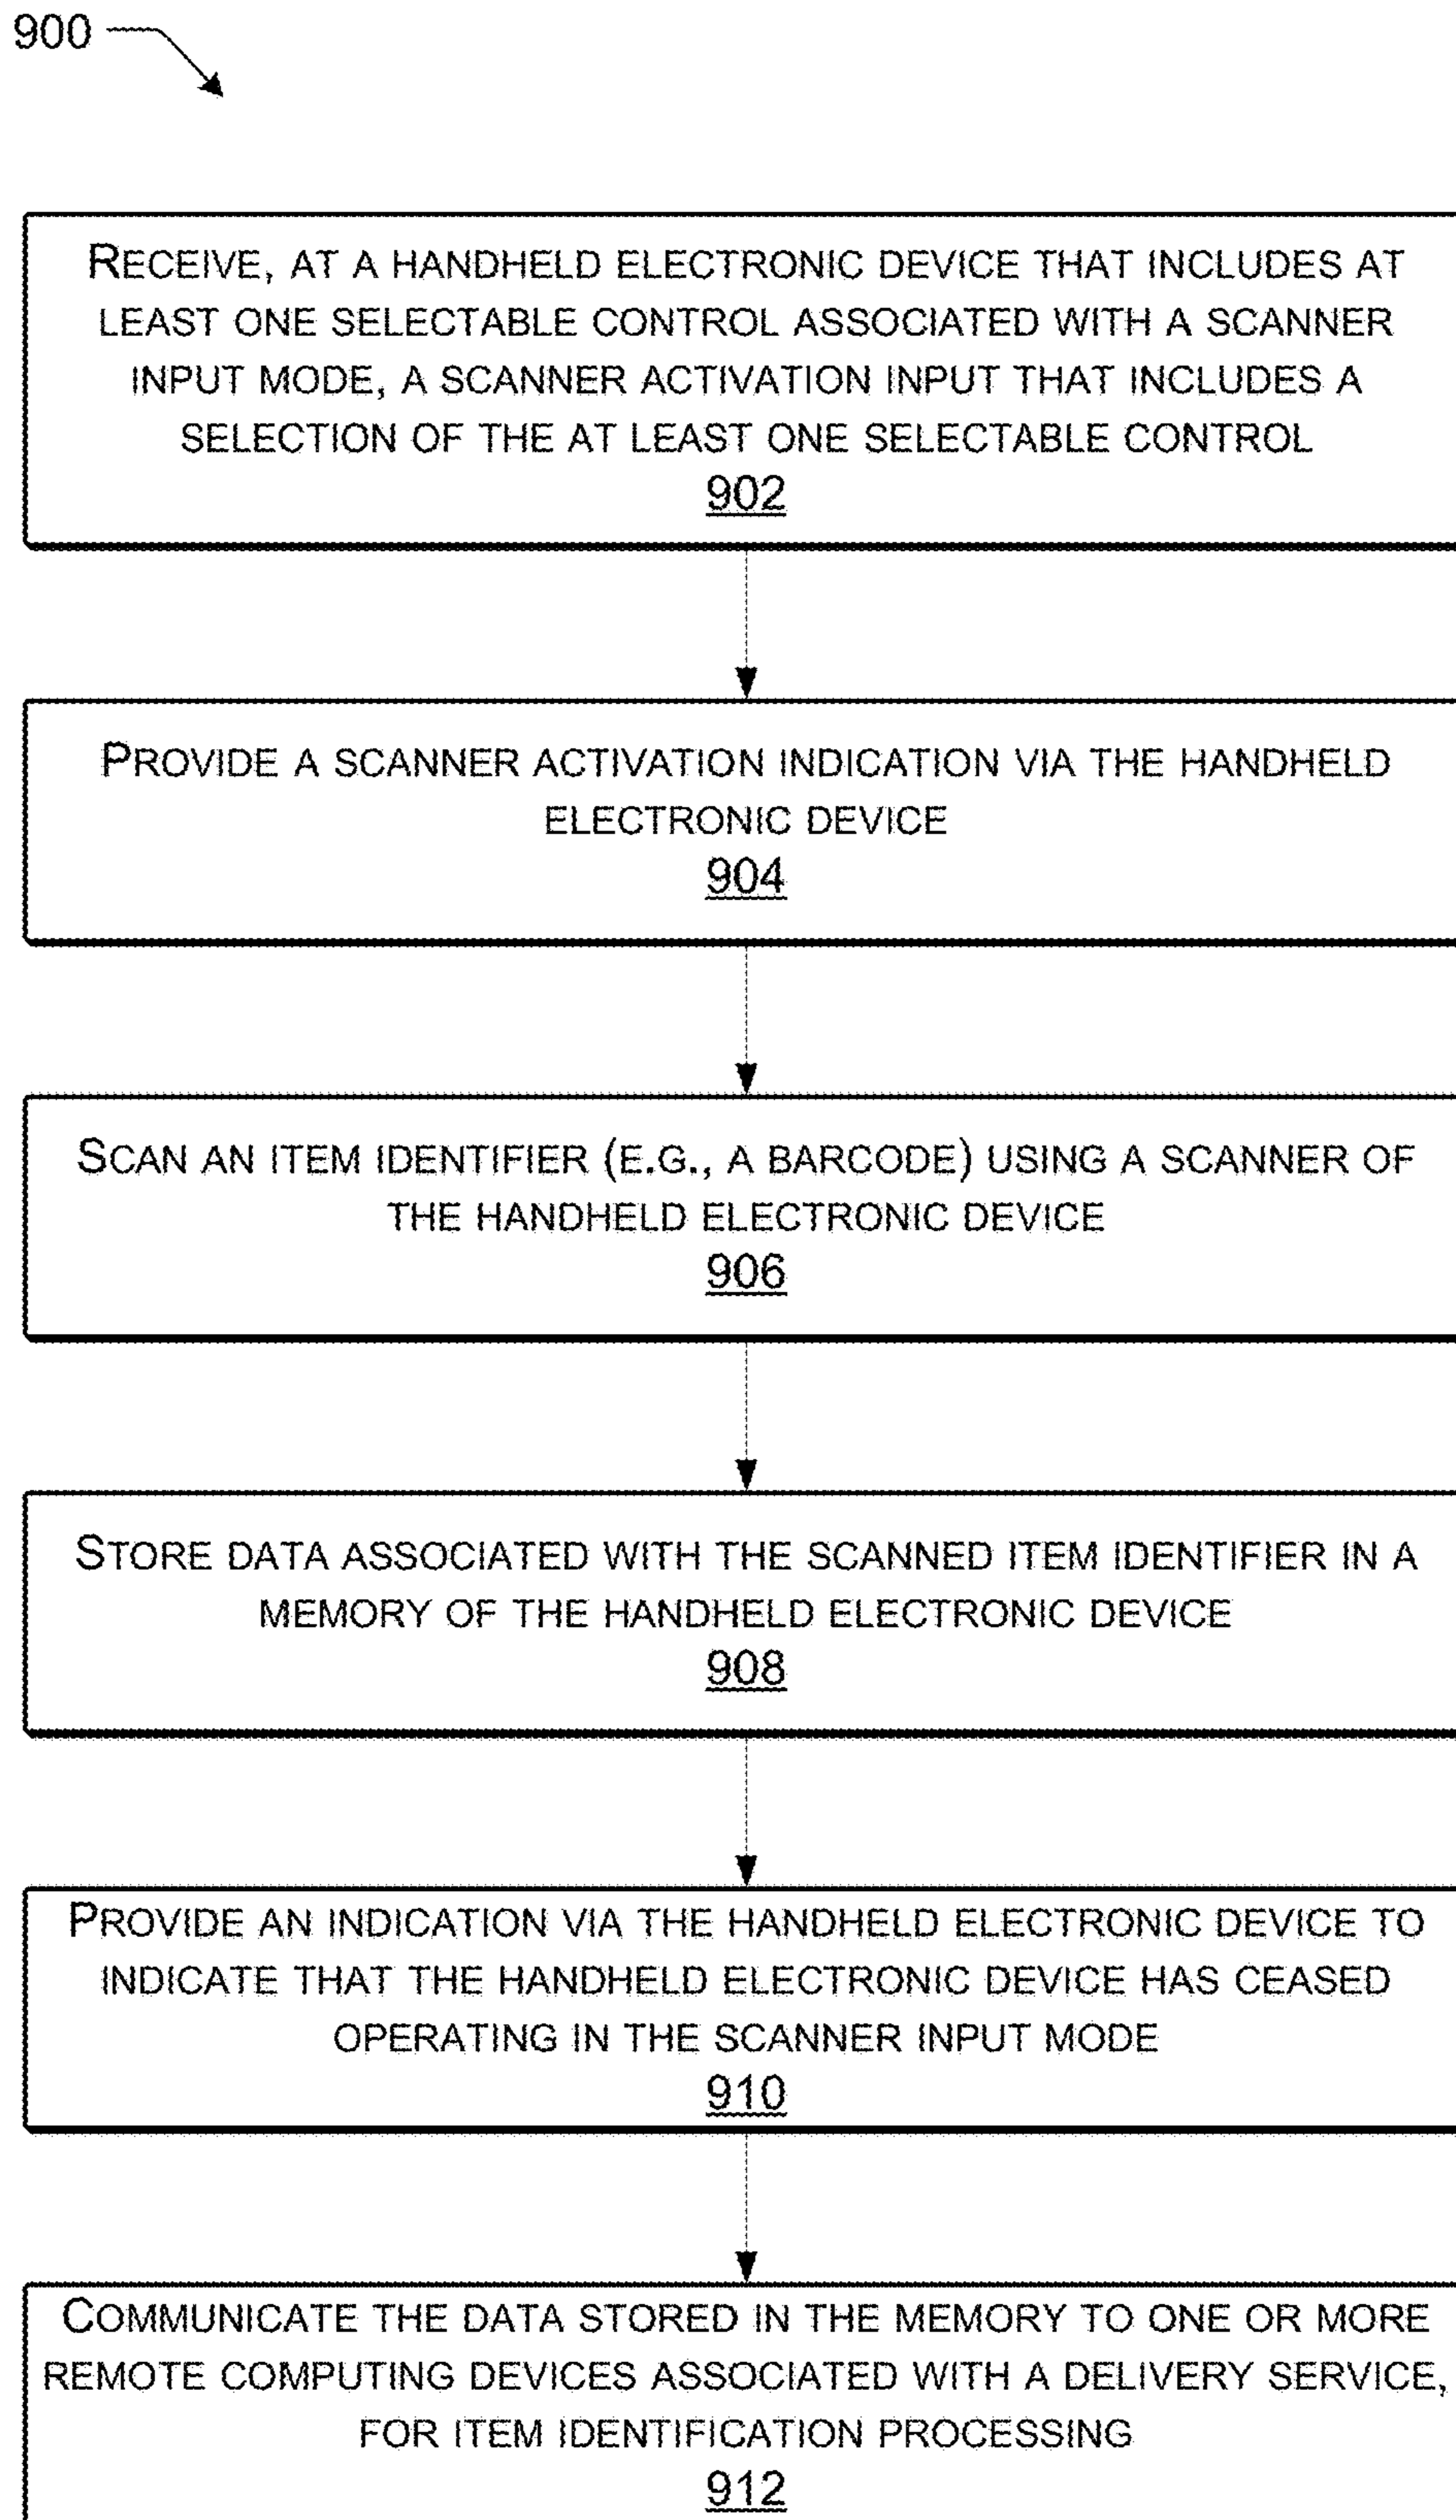 900
RECEIVE, AT A HANDHELD ELECTRONIC DEVICE THAT INCLUDES AT
LEAST ONE SELECTABLE CONTROL ASSOCIATED WITH A SCANNER
INPUT MODE, A SCANNER ACTIVATION INPUT THAT INCLUDES A
SELECTION OF THE AT LEAST ONE SELECTABLE CONTROL
902
PROVIDE A SCANNER ACTIVATION INDICATION VIA THE HANDHELD
ELECTRONIC DEVICE
904
SCAN AN ITEM IDENTIFIER (E.G., A BARCODE) USING A SCANNER OF
THE HANDHELD ELECTRONIC DEVICE
906
STORE DATA ASSOCIATED WITH THE SCANNED ITEM IDENTIFIER IN A
MEMORY OF THE HANDHELD ELECTRONIC DEVICE
908
PROVIDE AN INDICATION VIA THE HANDHELD ELECTRONIC DEVICE TO
INDICATE THAT THE HANDHELD ELECTRONIC DEVICE HAS CEASED
OPERATING IN THE SCANNER INPUT MODE
910
COMMUNICATE THE DATA STORED IN THE MEMORY TO ONE OR MORE
REMOTE COMPUTING DEVICES ASSOCIATED WITH A DELIVERY SERVICE,
FOR ITEM IDENTIFICATION PROCESSING
912